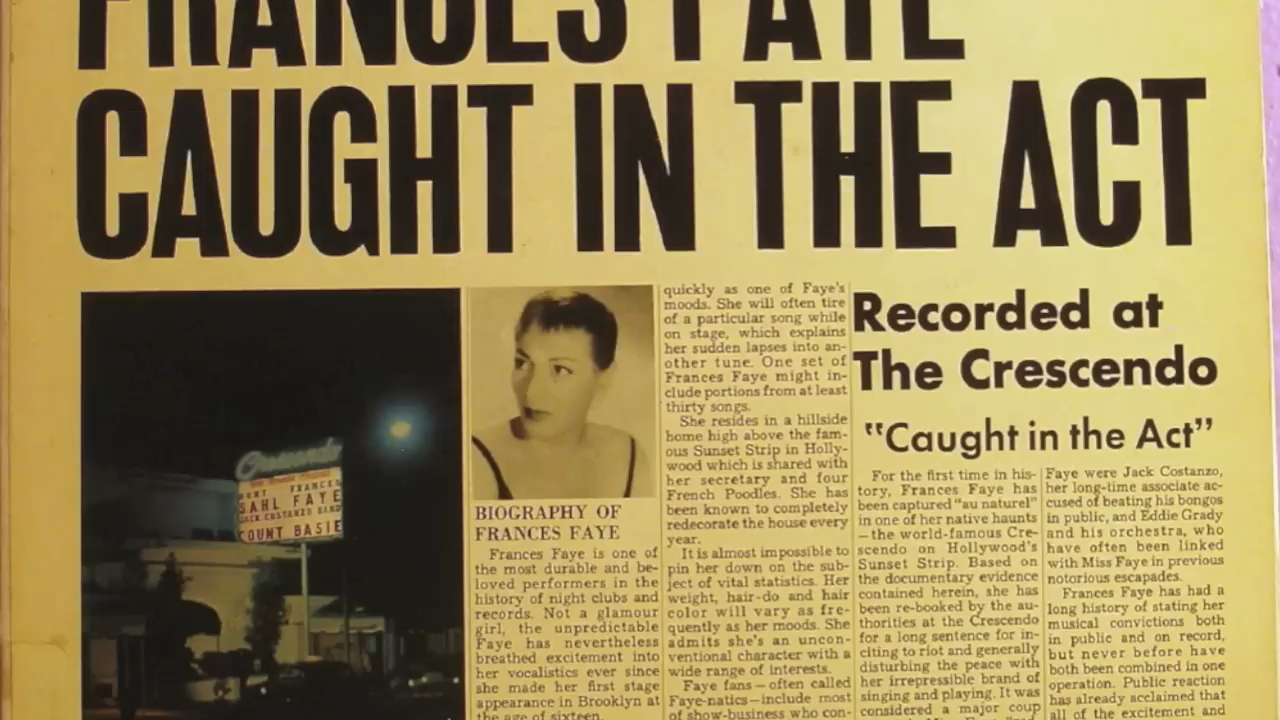 FRANCES FAYE
CAUGHT IN THE ACT
Crescendo
MORT FRANCES
SAHL FAYE
JACK COSTANZO BAND
COUNT BASIE
BIOGRAPHY OF
FRANCES FAYE
Frances Faye is one of
the most durable and be-
loved performers in the
history of night clubs and
records. Not a glamour
girl, the unpredictable
Faye has nevertheless
breathed excitement into
her vocalistics ever since
she made her first stage
appearance in Brooklyn at
the age of sixteen.
quickly as one of Faye's
moods. She will often tire
of a particular song while
on stage, which explains
her sudden lapses into an-
other tune. One set of
Frances Faye might in-
clude portions from at least
thirty songs.
She resides in a hillside
home high above the fam-
ous Sunset Strip in Holly-
wood which is shared with
her secretary and four
French Poodles. She has
been known to completely
redecorate the house every
year.
It is almost impossible to
pin her down on the sub-
ject of vital statistics. Her
weight, hair-do and hair
color will vary as fre-
quently as her moods. She
admits she's an uncon-
ventional character with a
wide range of interests.
Faye fans—often called
Faye-natics—include most
of show-business who con-
Recorded at
The Crescendo
"Caught in the Act"
For the first time in his-
tory, Frances Faye has
been captured "au naturel"
in one of her native haunts
—the world-famous Cre-
scendo on Hollywood's
Sunset Strip. Based on
the documentary evidence
contained herein, she has
been re-booked by the au-
thorities at the Crescendo
for a long sentence for in-
citing to riot and generally
disturbing the peace with
her irrepressible brand of
singing and playing. It was
considered a major coup
Faye were Jack Costanzo,
her long-time associate ac-
cused of beating his bongos
in public, and Eddie Grady
and his orchestra, who
have often been linked
with Miss Faye in previous
notorious escapades.
Frances Faye has had a
long history of stating her
musical convictions both
in public and on record,
but never before have
both been combined in one
operation. Public reaction
has already acclaimed that
all of the excitement and